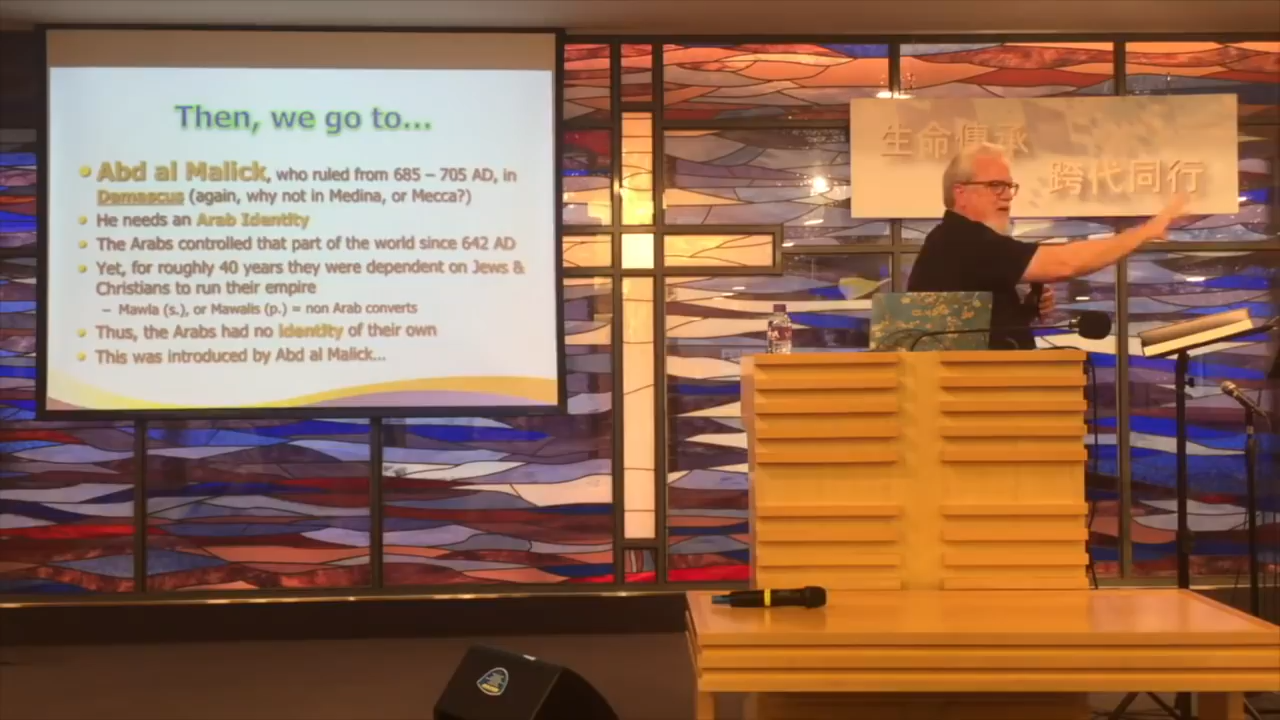 Then, we go to...
• Abd al Malick, who ruled from 685 – 705 AD, in
Damascus (again, why not in Medina, or Mecca?)
• He needs an Arab Identity
• The Arabs controlled that part of the world since 642 AD
• Yet, for roughly 40 years they were dependent on Jews &
Christians to run their empire
– Mawla (s.), or Mawalis (p.) = non Arab converts
• Thus, the Arabs had no identity of their own
• This was introduced by Abd al Malick...
生命傳承
跨代同行